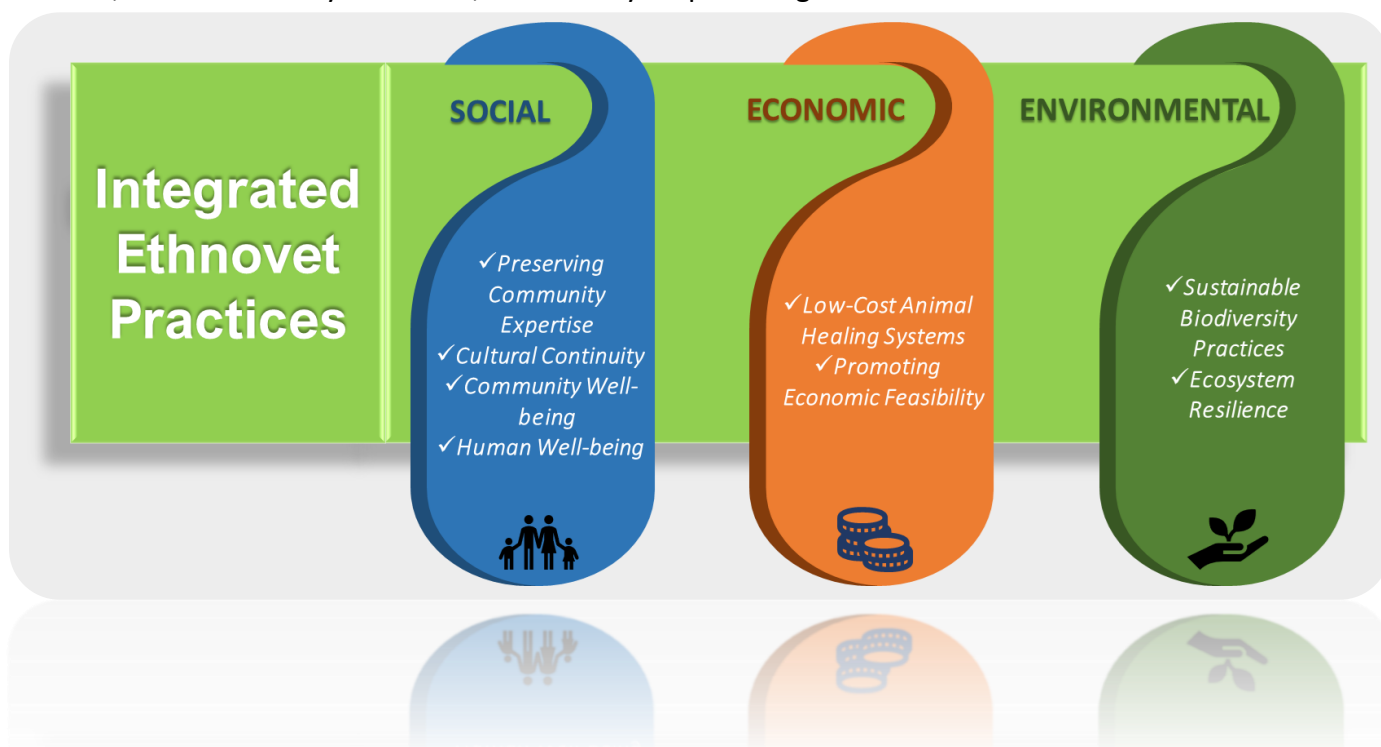 Integrated
Ethnovet
Practices
SOCIAL
✓Preserving
Community
Expertise
✓Cultural Continuity
✓Community Well-
being
✓Human Well-being
ECONOMIC
✓Low-Cost Animal
Healing Systems
✓Promoting
Economic Feasibility
ENVIRONMENTAL
✓Sustainable
Biodiversity
Practices
✓Ecosystem
Resilience